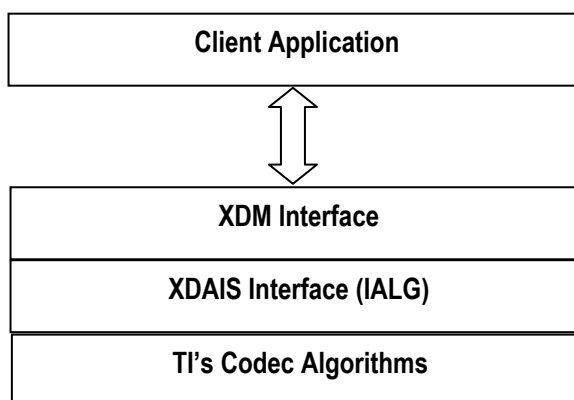 Client Application
XDM Interface
XDAIS Interface (IALG)
TI's Codec Algorithms